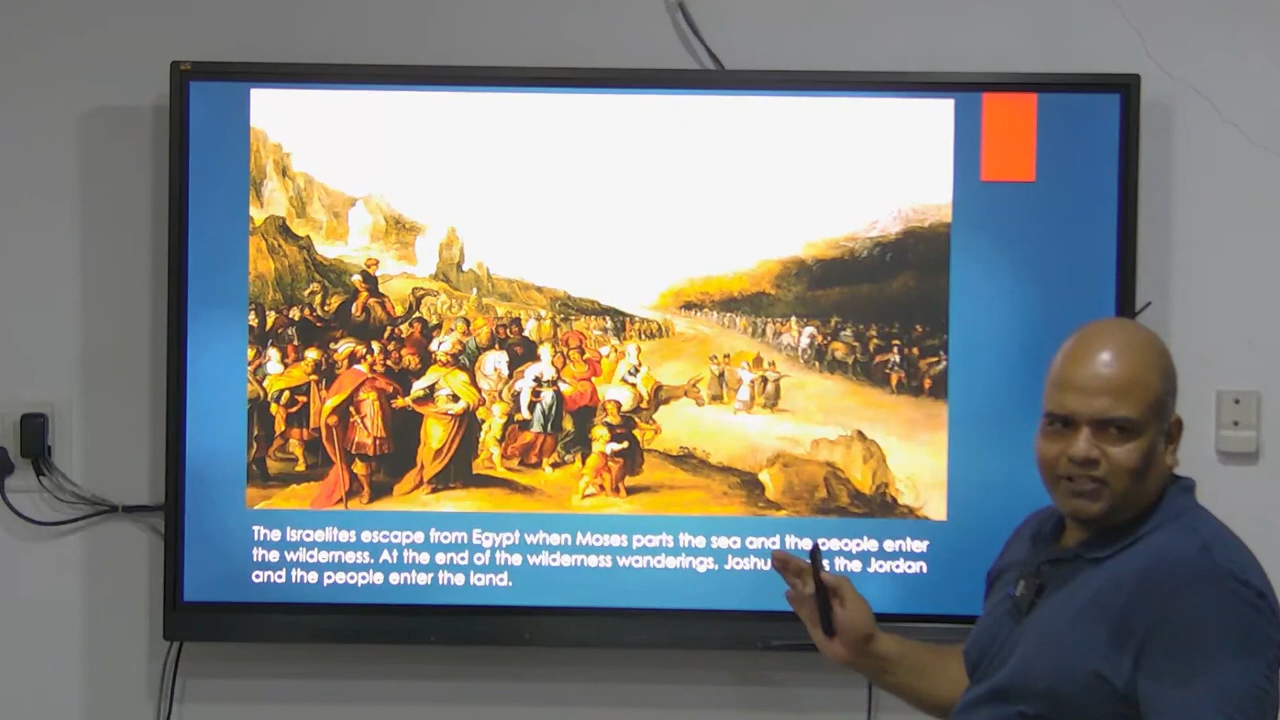 The Israelites escape from Egypt when Moses parts the sea and the people enter
the wilderness. At the end of the wilderness wanderings, Joshu s the Jordan
and the people enter the land.